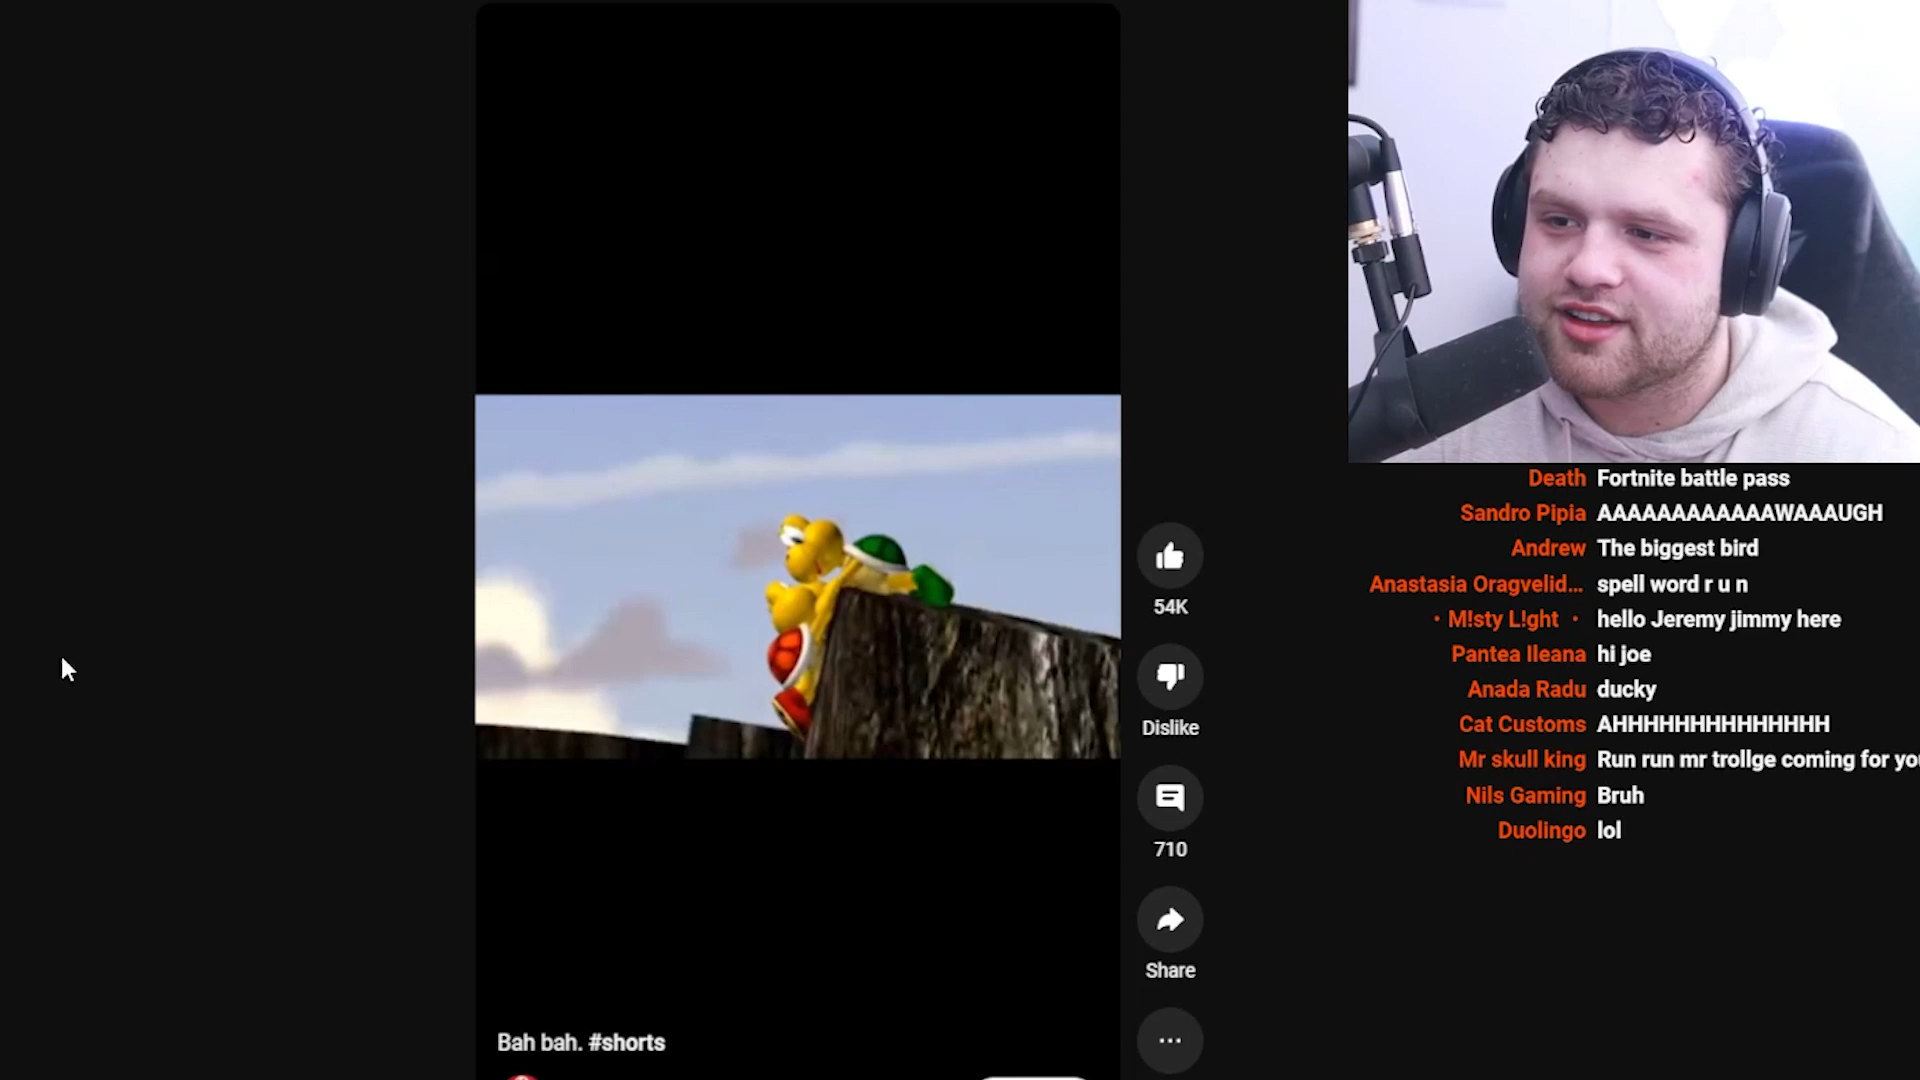 54K
Dislike
710
Share
Bah bah. #shorts
Death Fortnite battle pass
Sandro Pipia AAAAAAAAAAAAWAAAUGH
Andrew The biggest bird
Anastasia Oragvelid... spell word r u n
• M!sty L!ght • hello Jeremy jimmy here
Pantea Ileana hi joe
Anada Radu ducky
Cat Customs AHHHHHHHHHHHHHH
Mr skull king Run run mr trollge coming for you
Nils Gaming Bruh
Duolingo lol